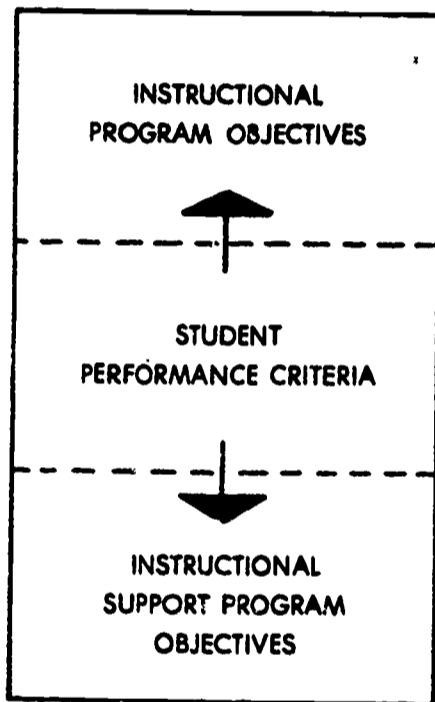 INSTRUCTIONAL
PROGRAM OBJECTIVES
STUDENT
PERFORMANCE CRITERIA
INSTRUCTIONAL
SUPPORT PROGRAM
OBJECTIVES